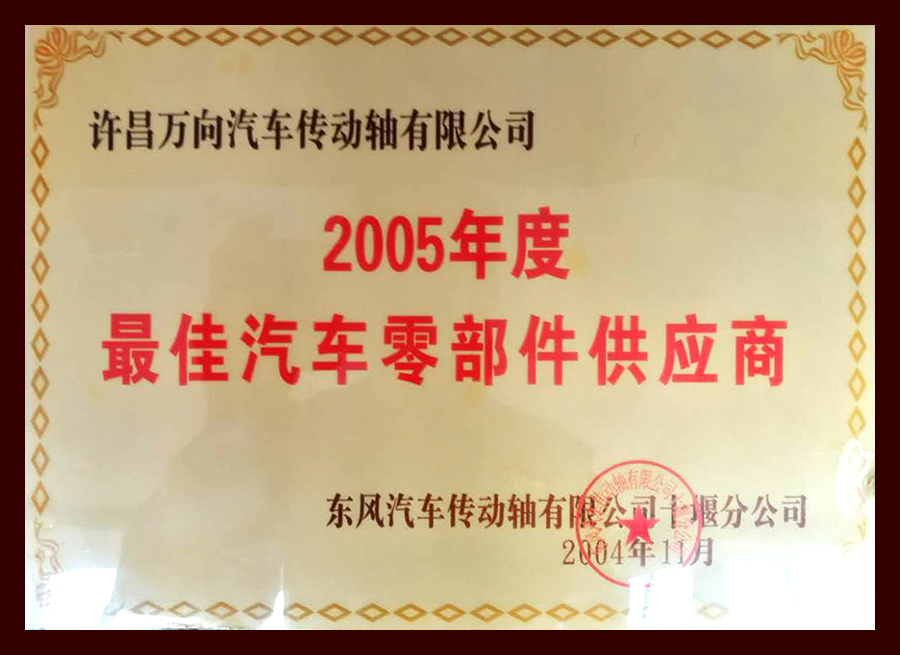 许昌万向汽车传动轴有限公司
2005年度
最佳汽车零部件供应商
东风汽车传动轴有限公司十堰分公司
2004年11月